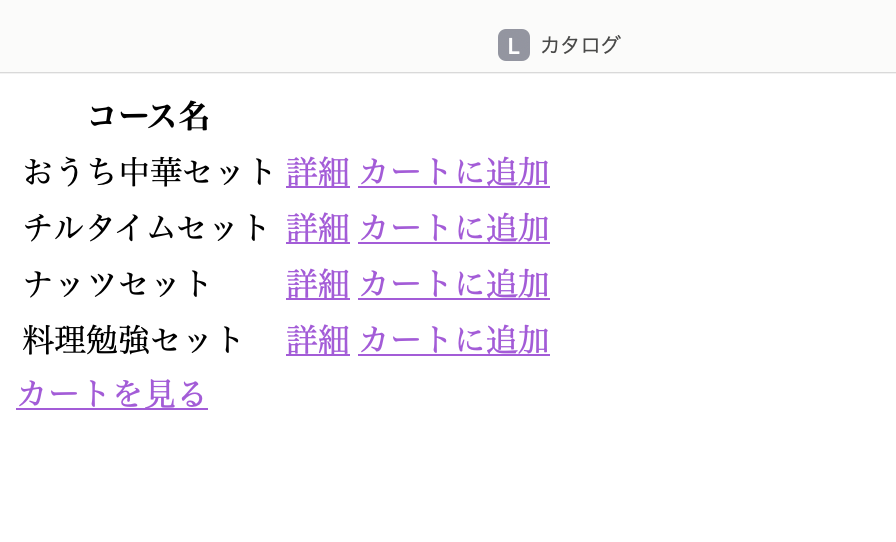 L カタログ
コース名
おうち中華セット 詳細 カートに追加
チルタイムセット 詳細 カートに追加
ナッツセット 詳細 カートに追加
料理勉強セット 詳細 カートに追加
カートを見る